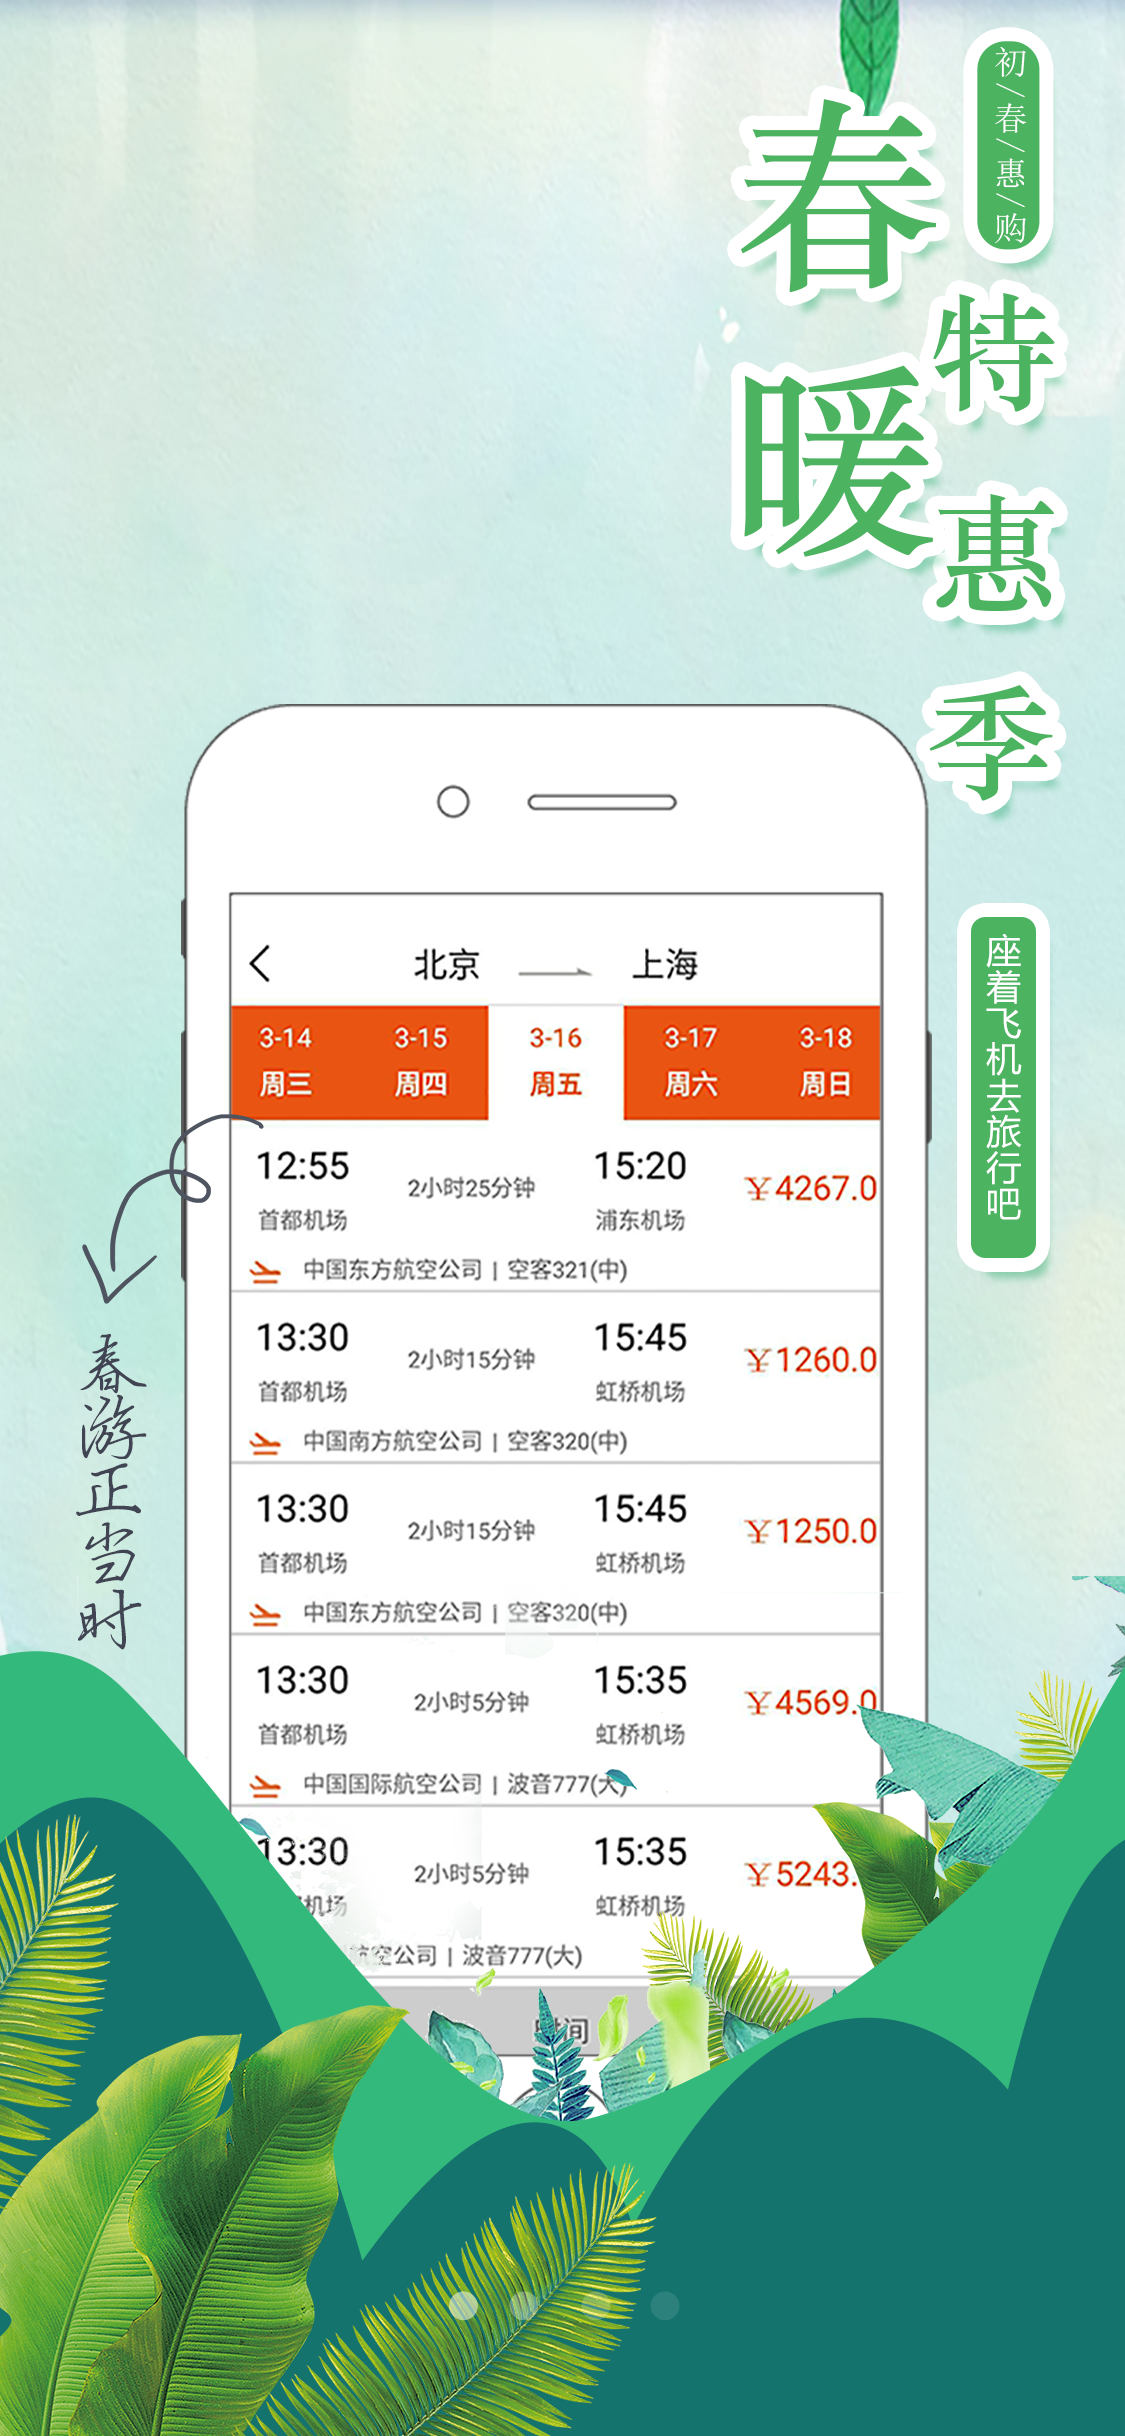 初/春/惠/购
春暖
特惠季
座着飞机去旅行吧
北京 上海
3-14 3-15 3-16 3-17 3-18
周三 周四 周五 周六 周日
12:55 2小时25分钟 15:20 ¥4267.0
首都机场 浦东机场
中国东方航空公司 | 空客321(中)
13:30 2小时15分钟 15:45 ¥1260.0
首都机场 虹桥机场
中国南方航空公司 | 空客320(中)
13:30 2小时15分钟 15:45 ¥1250.0
首都机场 虹桥机场
中国东方航空公司 | 空客320(中)
13:30 2小时5分钟 15:35 ¥4569.0
首都机场 虹桥机场
中国国际航空公司 | 波音777(大)
13:30 2小时5分钟 15:35 ¥5243.
机场 虹桥机场
航空公司 | 波音777(大)
时间
春游正当时